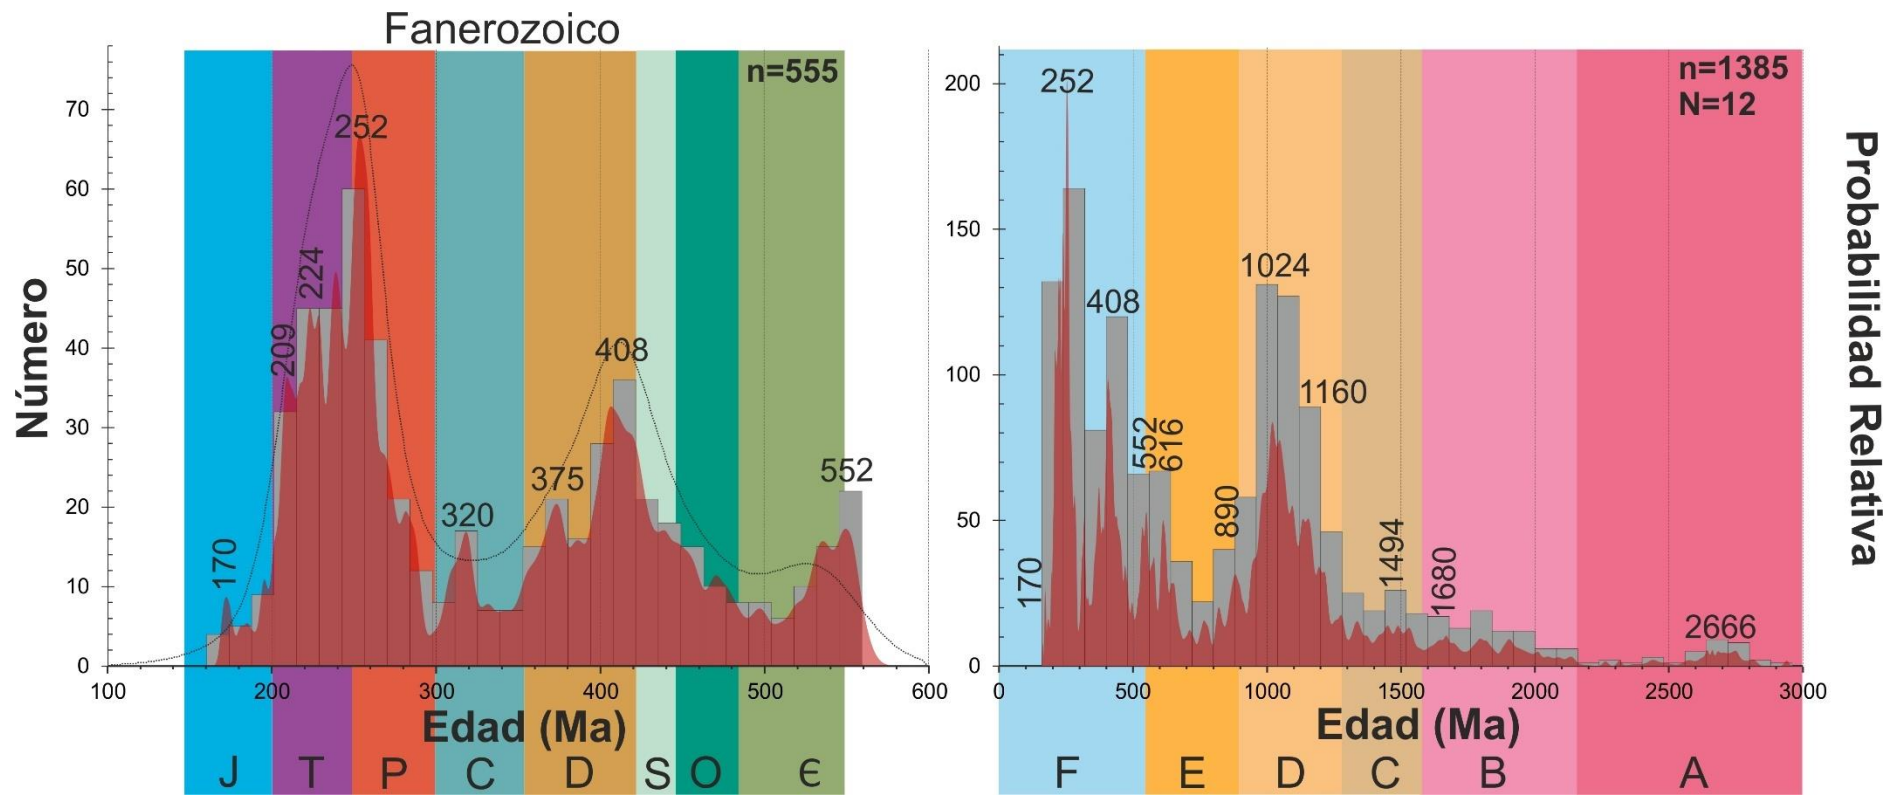 Fanerozoico
n=555
Número
70
60
50
40
30
20
10
0
252
224
209
170
320
375
408
552
100
200
300
400
500
600
Edad (Ma)
J
T
P
C
D
S
O
Є
n=1385
N=12
Probabilidad Relativa
200
150
100
50
0
252
408
170
552
616
890
1024
1160
1494
1680
2666
0
500
1000
1500
2000
2500
3000
Edad (Ma)
F
E
D
C
B
A